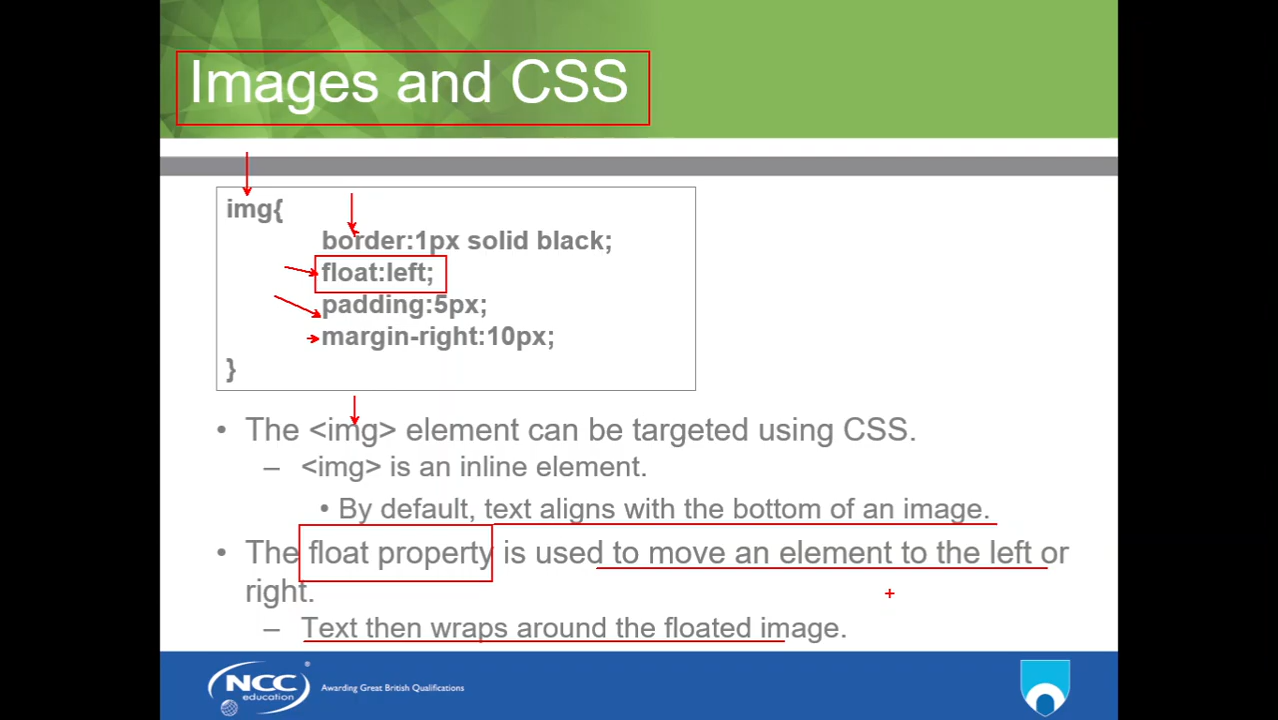 Images and CSS
img{
border:1px solid black;
float:left;
padding:5px;
margin-right:10px;
}
• The <img> element can be targeted using CSS.
– <img> is an inline element.
• By default, text aligns with the bottom of an image.
• The float property is used to move an element to the left or
right.
– Text then wraps around the floated image.
NCC
education
®
Awarding Great British Qualifications